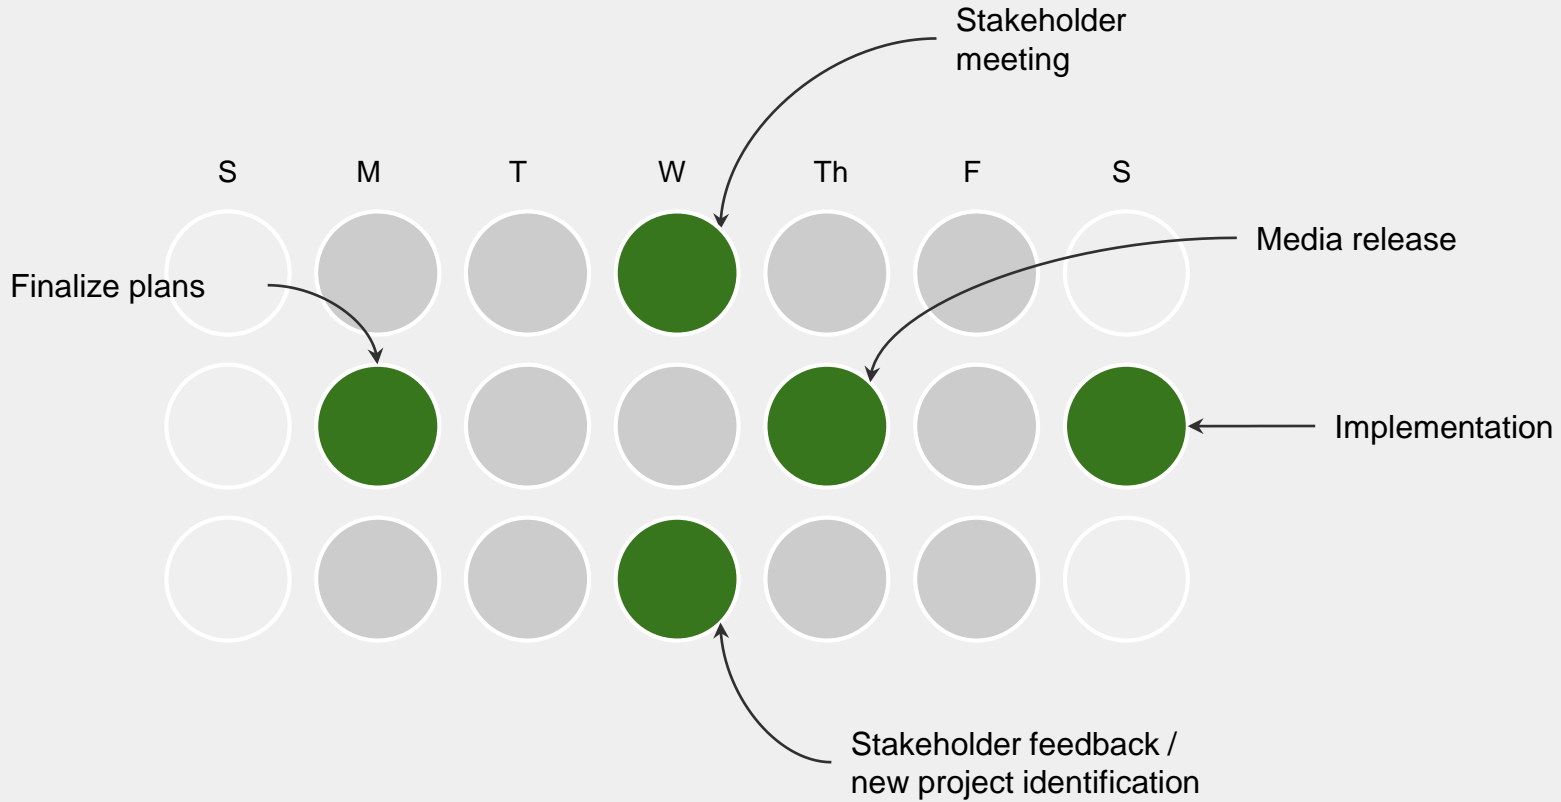 Stakeholder
meeting
S M T W Th F S
Media release
Finalize plans
Implementation
Stakeholder feedback /
new project identification